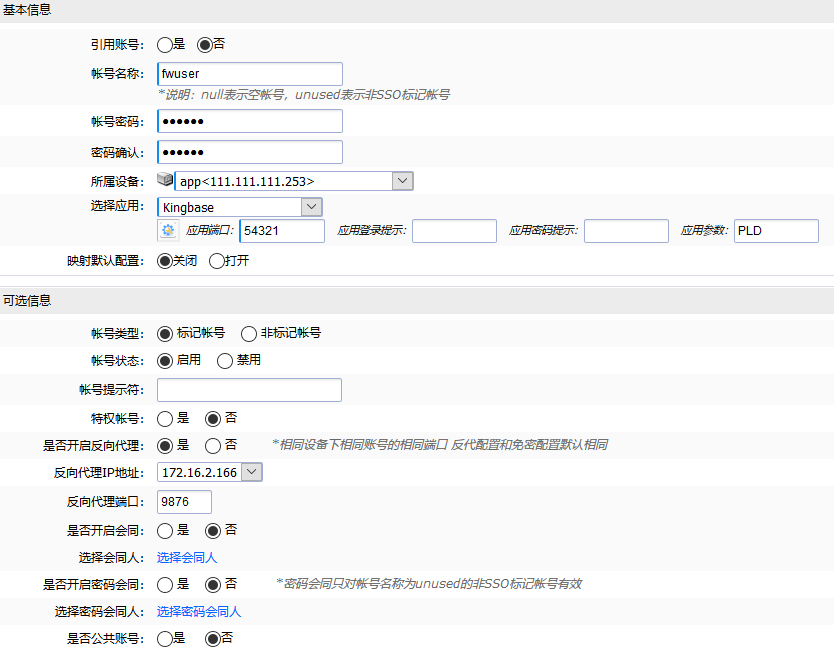 基本信息
引用账号： 是 否
帐号名称： fwuser
*说明：null表示空帐号，unused表示非SSO标记帐号
帐号密码： ••••••
密码确认： ••••••
所属设备： app<111.111.111.253>
选择应用： Kingbase
应用端口： 54321 应用登录提示： 应用密码提示： 应用参数： PLD
映射默认配置： 关闭 打开
可选信息
帐号类型： 标记帐号 非标记帐号
帐号状态： 启用 禁用
帐号提示符：
特权帐号： 是 否
是否开启反向代理： 是 否 *相同设备下相同账号的相同端口 反代配置和免密配置默认相同
反向代理IP地址： 172.16.2.166
反向代理端口： 9876
是否开启会同： 是 否
选择会同人： 选择会同人
是否开启密码会同： 是 否 *密码会同只对帐号名称为unused的非SSO标记帐号有效
选择密码会同人： 选择密码会同人
是否公共账号： 是 否